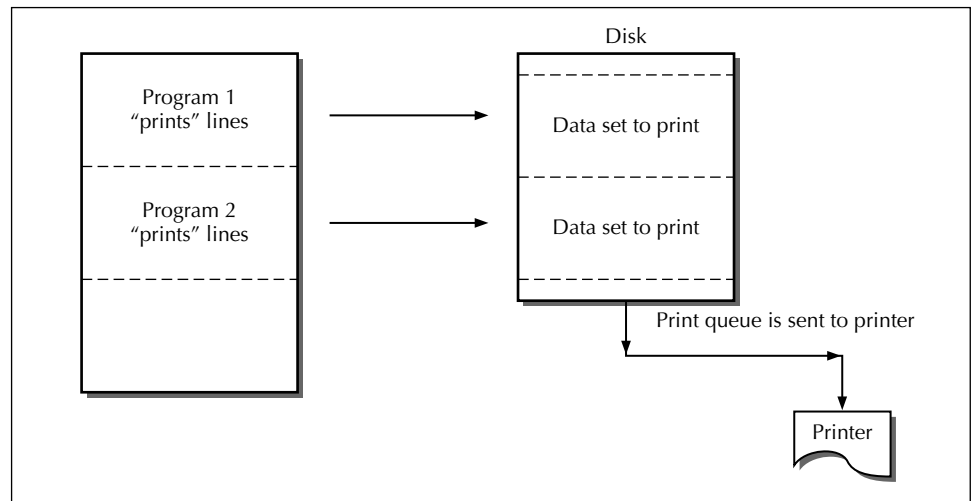 Disk
Program 1
“prints” lines
Data set to print
Program 2
“prints” lines
Data set to print
Print queue is sent to printer
Printer